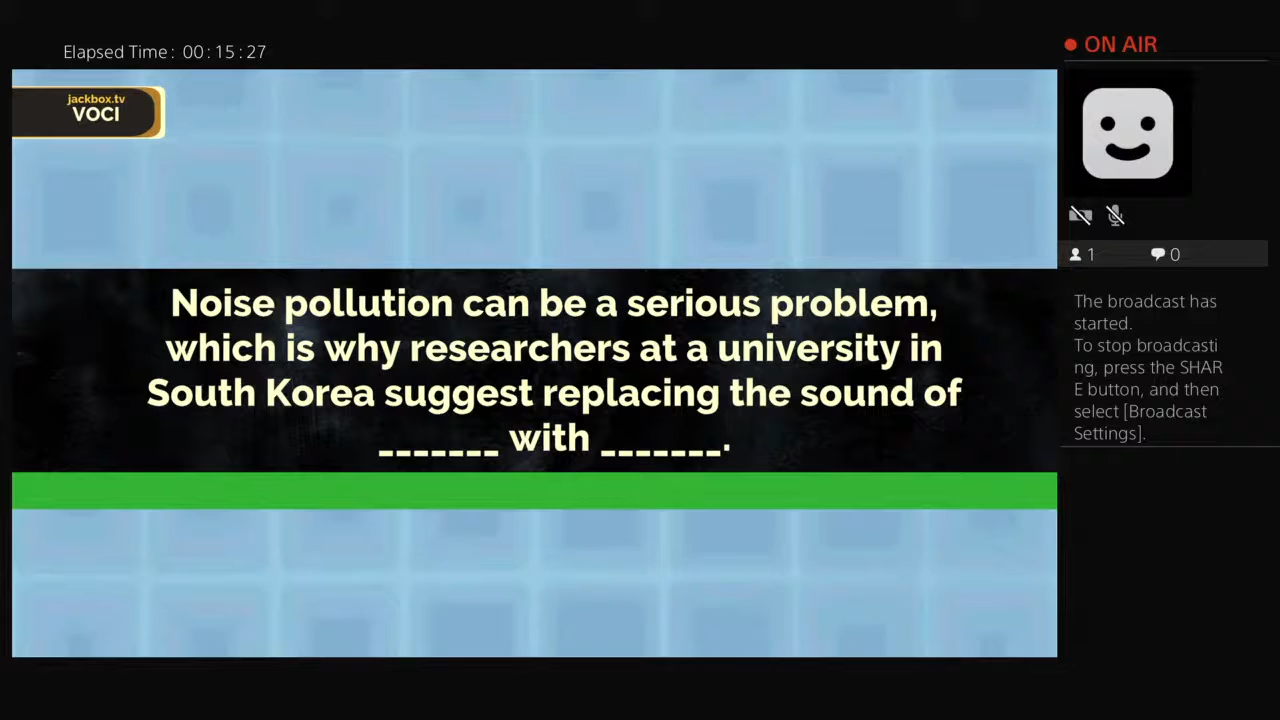 Elapsed Time: 00:15:27
ON AIR
jackbox.tv
VOCI
1
0
Noise pollution can be a serious problem,
which is why researchers at a university in
South Korea suggest replacing the sound of
_______ with _______.
The broadcast has
started.
To stop broadcasti
ng, press the SHAR
E button, and then
select [Broadcast
Settings].